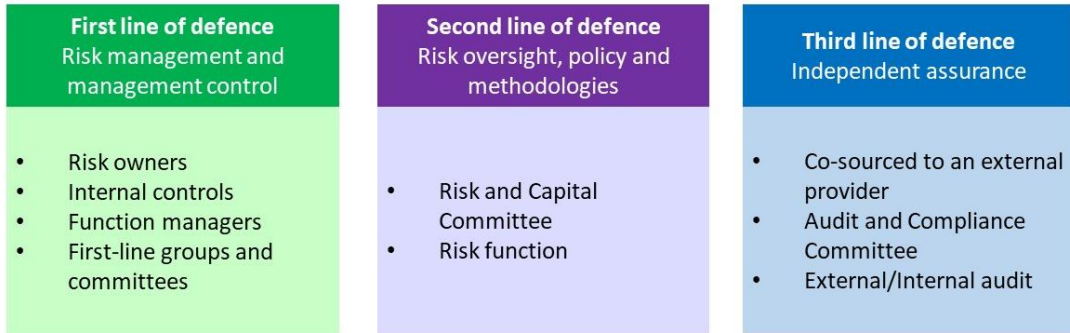 First line of defence
Risk management and
management control
• Risk owners
• Internal controls
• Function managers
• First-line groups and
committees
Second line of defence
Risk oversight, policy and
methodologies
• Risk and Capital
Committee
• Risk function
Third line of defence
Independent assurance
• Co-sourced to an external
provider
• Audit and Compliance
Committee
• External/Internal audit